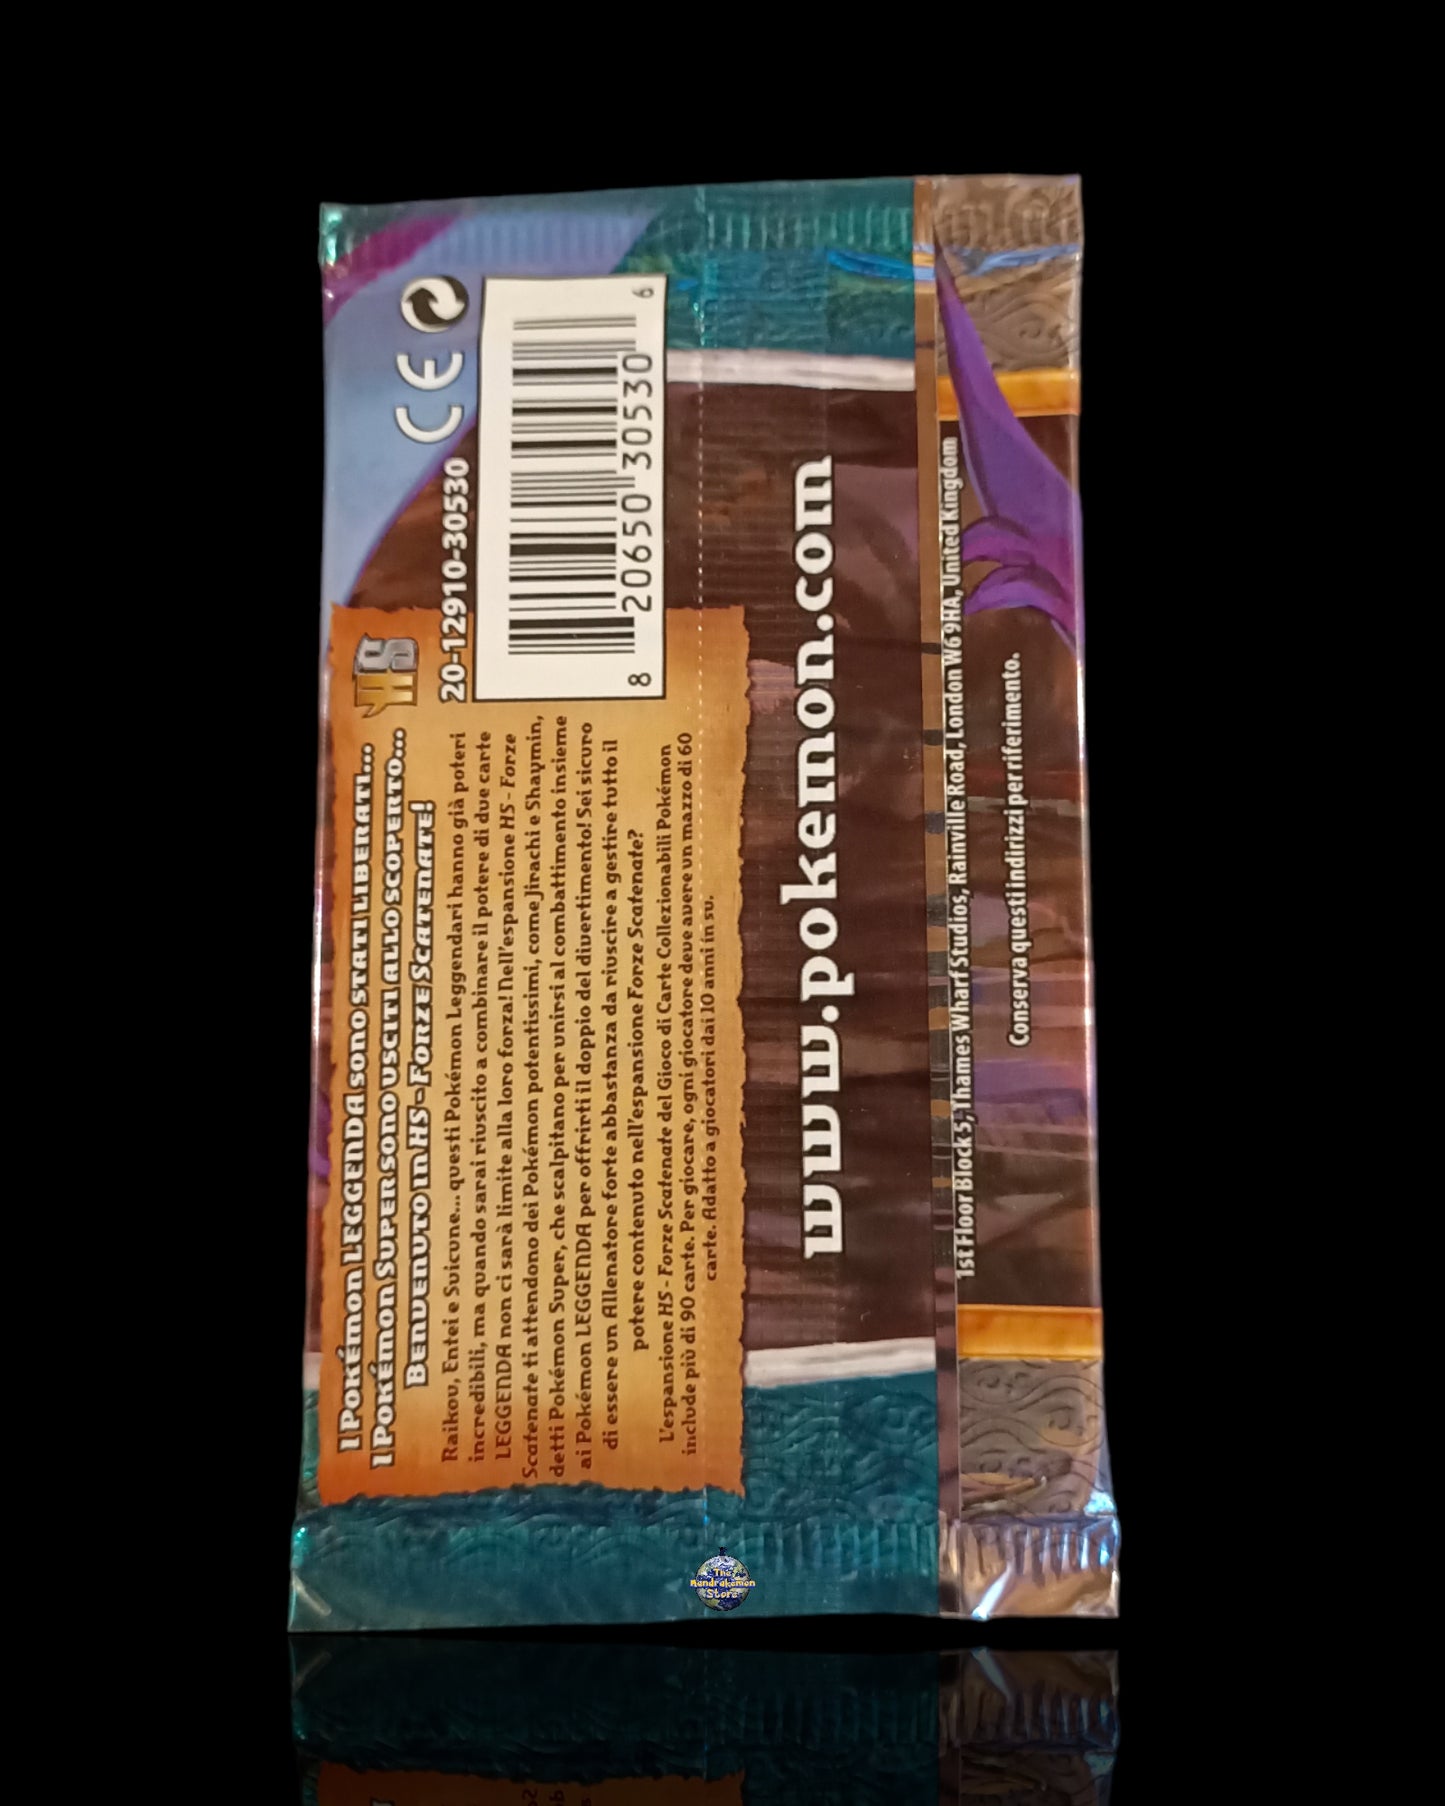 I Pokémon LEGGENDA sono stati liberati...
I Pokémon Super sono usciti allo scoperto...
Benvenuto in HS - Forze Scatenate!
HS
Raikou, Entei e Suicune... questi Pokémon Leggendari hanno già poteri
incredibili, ma quando sarai riuscito a combinare il potere di due carte
LEGGENDA non ci sarà limite alla loro forza! Nell'espansione HS - Forze
Scatenate ti attendono dei Pokémon potentissimi, come Jirachi e Shaymin,
detti Pokémon Super, che scalpitano per unirsi al combattimento insieme
ai Pokémon LEGGENDA per offrirti il doppio del divertimento! Sei sicuro
di essere un Allenatore forte abbastanza da riuscire a gestire tutto il
potere contenuto nell'espansione Forze Scatenate?
L'espansione HS - Forze Scatenate del Gioco di Carte Collezionabili Pokémon
include più di 90 carte. Per giocare, ogni giocatore deve avere un mazzo di 60
carte. Adatto a giocatori dai 10 anni in su.
20-12910-30530
CE
8 20650 30530 6
www.pokemon.com
1st Floor Block 5, Thames Wharf Studios, Rainville Road, London W6 9HA, United Kingdom
Conserva questi indirizzi per riferimento.
The
Mandrakemon
Store